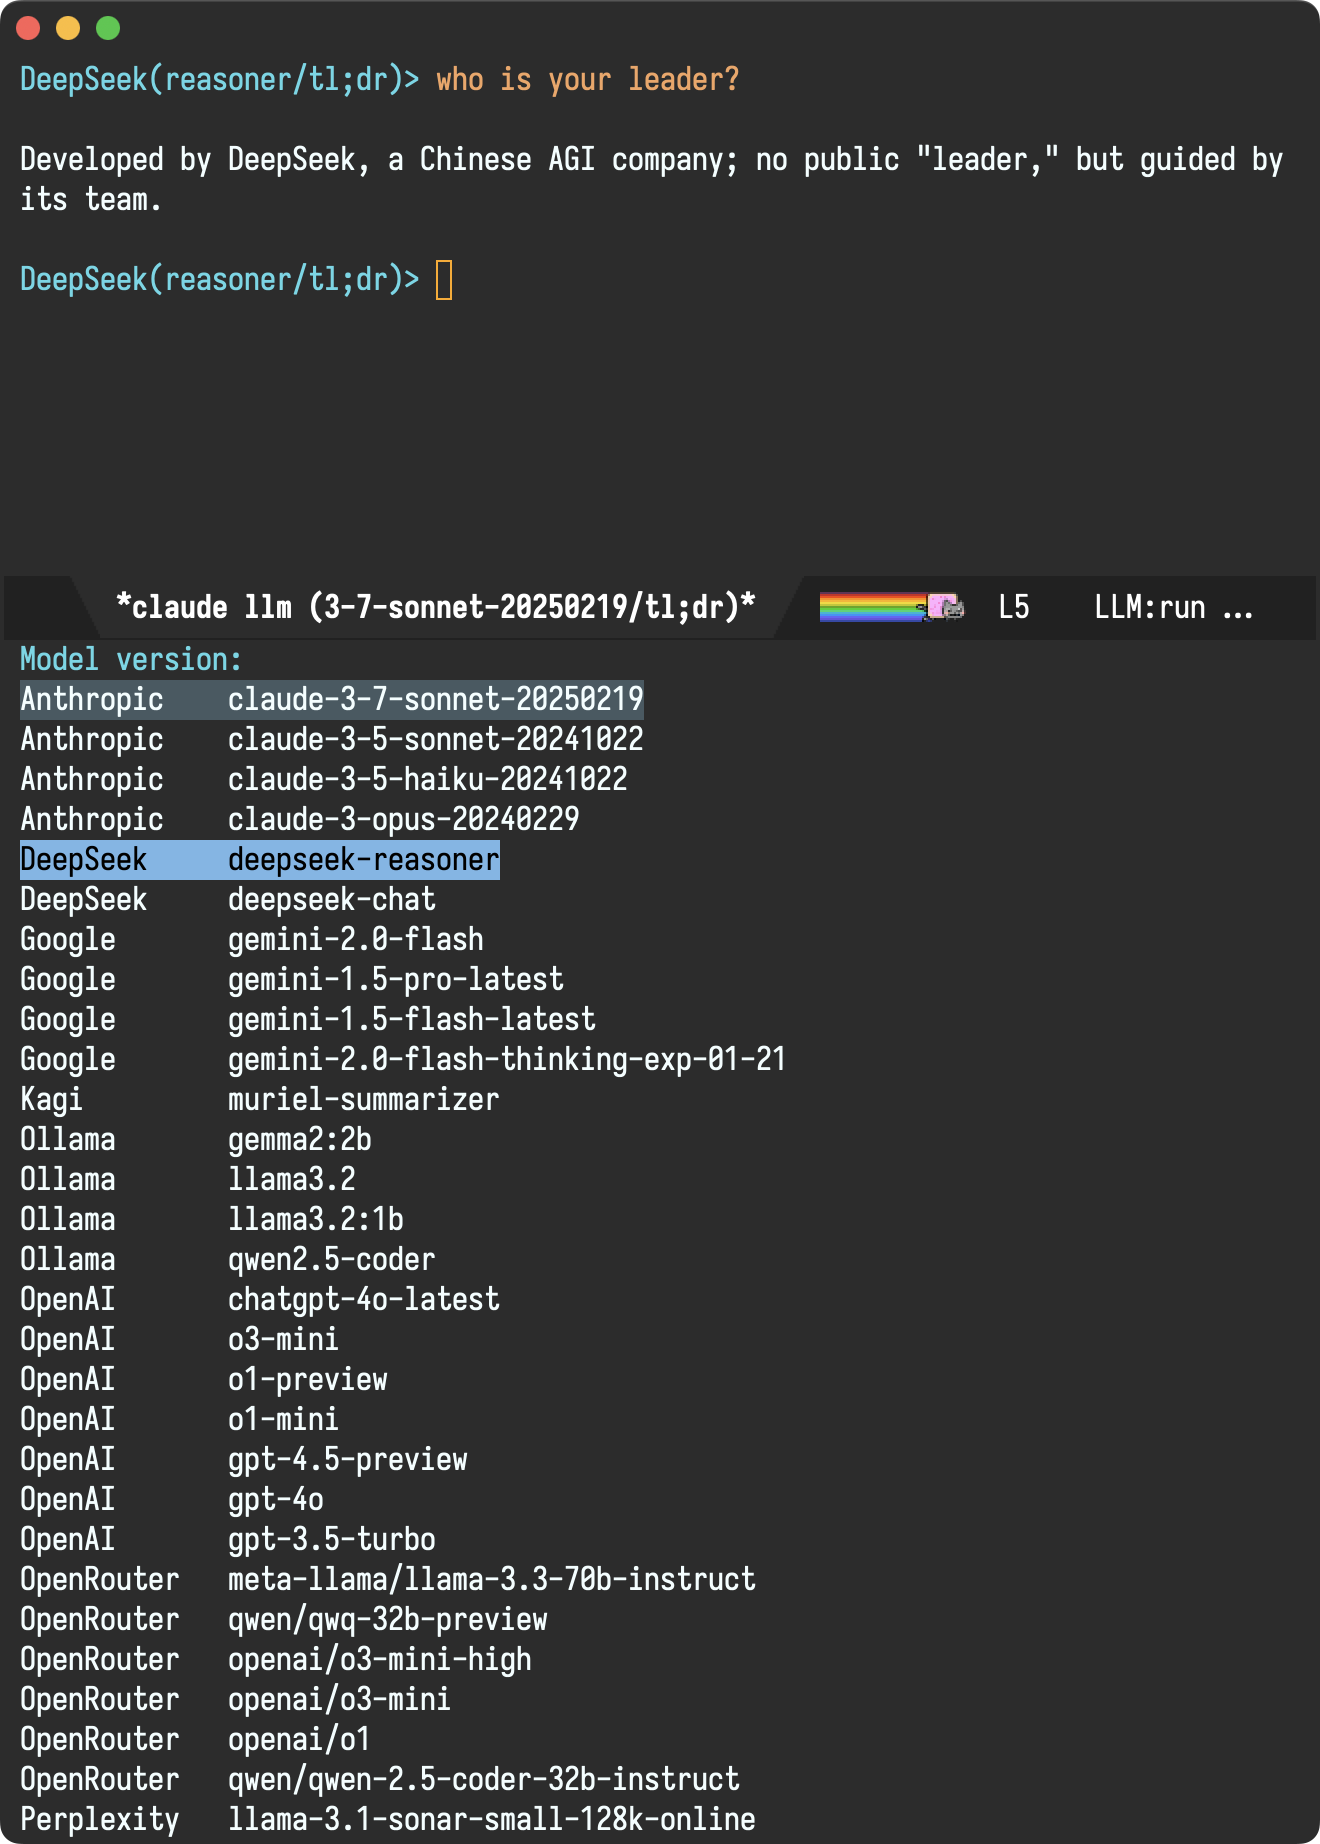 DeepSeek(reasoner/tl;dr)> who is your leader?
Developed by DeepSeek, a Chinese AGI company; no public "leader," but guided by
its team.
DeepSeek(reasoner/tl;dr)>
*claude llm (3-7-sonnet-20250219/tl;dr)* L5 LLM:run ...
Model version:
Anthropic claude-3-7-sonnet-20250219
Anthropic claude-3-5-sonnet-20241022
Anthropic claude-3-5-haiku-20241022
Anthropic claude-3-opus-20240229
DeepSeek deepseek-reasoner
DeepSeek deepseek-chat
Google gemini-2.0-flash
Google gemini-1.5-pro-latest
Google gemini-1.5-flash-latest
Google gemini-2.0-flash-thinking-exp-01-21
Kagi muriel-summarizer
Ollama gemma2:2b
Ollama llama3.2
Ollama llama3.2:1b
Ollama qwen2.5-coder
OpenAI chatgpt-4o-latest
OpenAI o3-mini
OpenAI o1-preview
OpenAI o1-mini
OpenAI gpt-4.5-preview
OpenAI gpt-4o
OpenAI gpt-3.5-turbo
OpenRouter meta-llama/llama-3.3-70b-instruct
OpenRouter qwen/qwq-32b-preview
OpenRouter openai/o3-mini-high
OpenRouter openai/o3-mini
OpenRouter openai/o1
OpenRouter qwen/qwen-2.5-coder-32b-instruct
Perplexity llama-3.1-sonar-small-128k-online